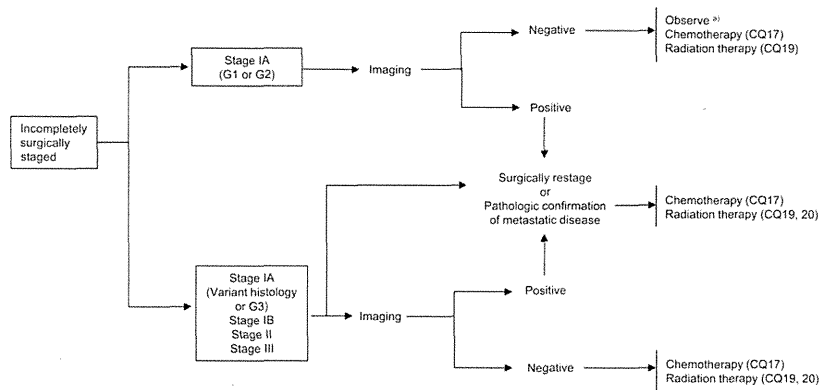 Incompletely
surgically
staged
Stage IA
(G1 or G2)
Imaging
Negative
Observe a)
Chemotherapy (CQ17)
Radiation therapy (CQ19)
Positive
Surgically restage
or
Pathologic confirmation
of metastatic disease
Chemotherapy (CQ17)
Radiation therapy (CQ19, 20)
Stage IA
(Variant histology
or G3)
Stage IB
Stage II
Stage III
Imaging
Positive
Negative
Chemotherapy (CQ17)
Radiation therapy (CQ19, 20)